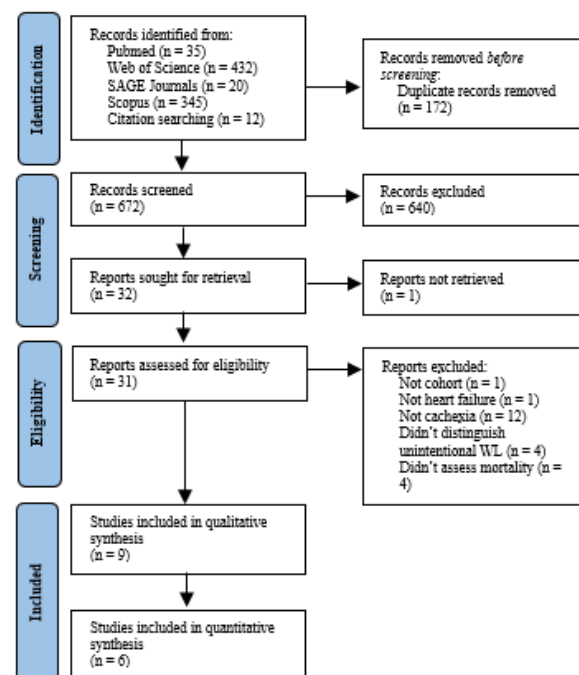 Identification
Records identified from:
Pubmed (n = 35)
Web of Science (n = 432)
SAGE Journals (n = 20)
Scopus (n = 345)
Citation searching (n = 12)
Records removed before
screening:
Duplicate records removed
(n = 172)
Screening
Records screened
(n = 672)
Records excluded
(n = 640)
Reports sought for retrieval
(n = 32)
Reports not retrieved
(n = 1)
Eligibility
Reports assessed for eligibility
(n = 31)
Reports excluded:
Not cohort (n = 1)
Not heart failure (n = 1)
Not cachexia (n = 12)
Didn't distinguish
unintentional WL (n = 4)
Didn't assess mortality (n =
4)
Included
Studies included in qualitative
synthesis
(n = 9)
Studies included in quantitative
synthesis
(n = 6)